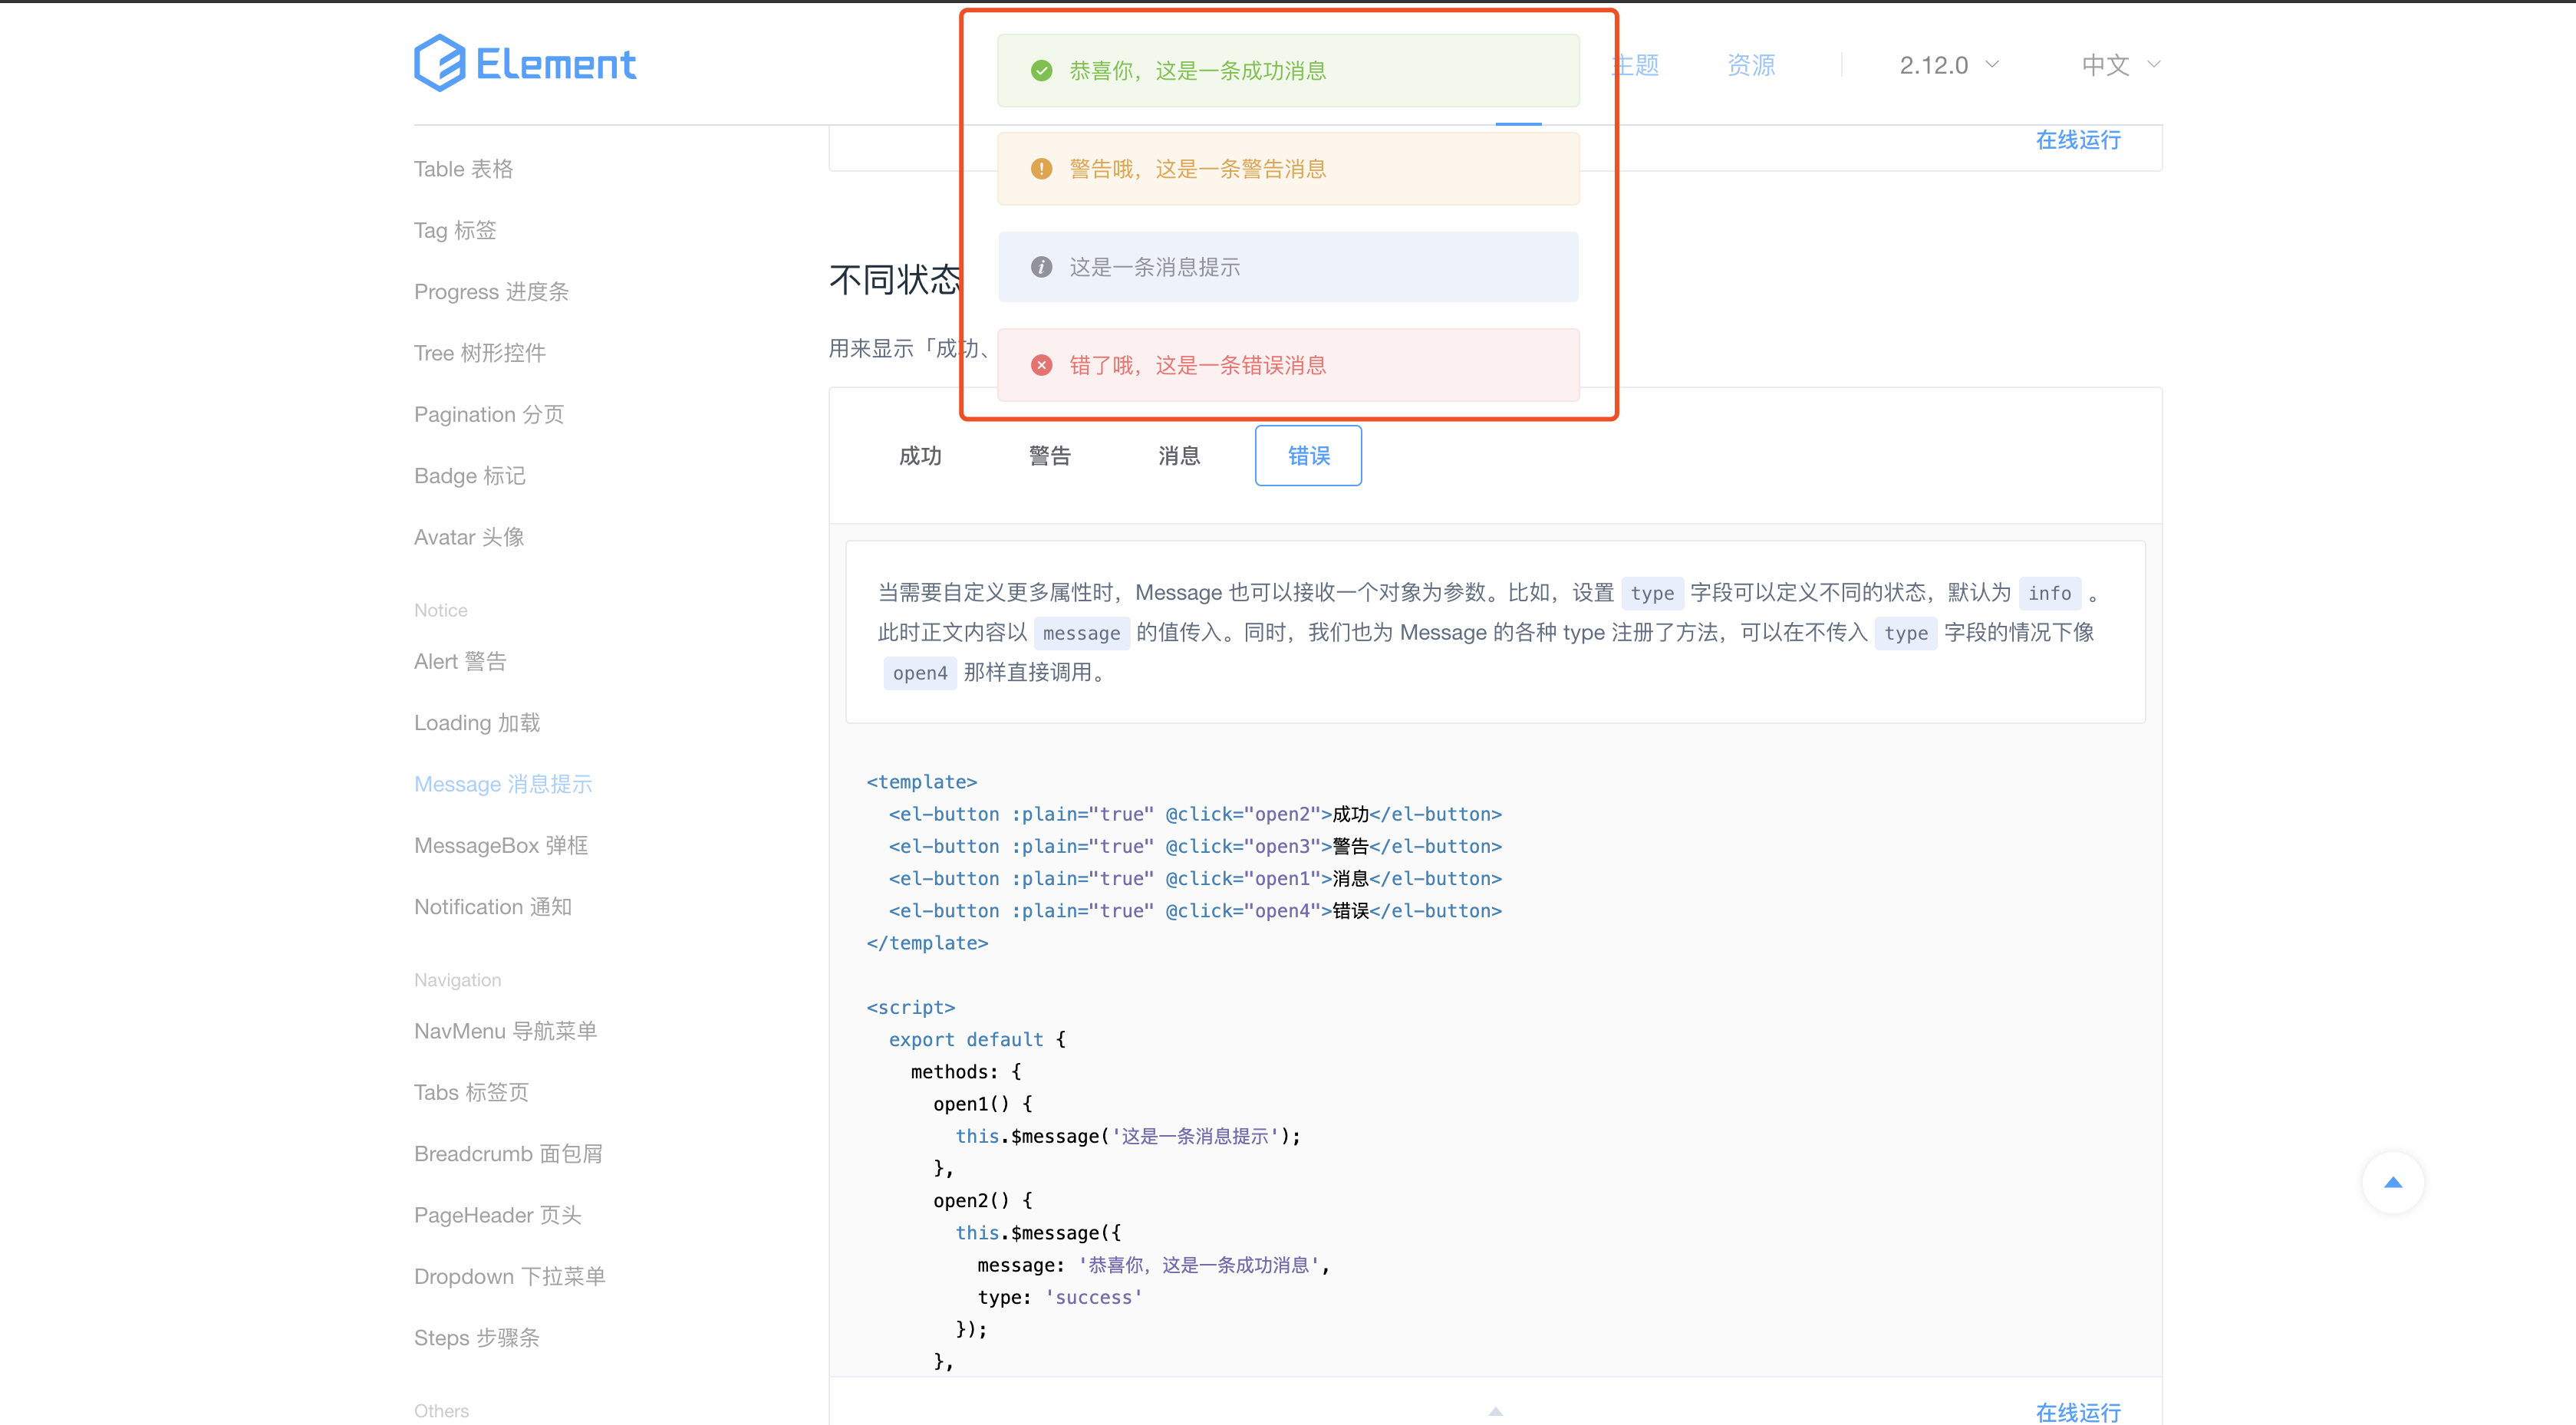 Element
恭喜你，这是一条成功消息
主题
资源
2.12.0
中文
在线运行
警告哦，这是一条警告消息
这是一条消息提示
错了哦，这是一条错误消息
Table 表格
Tag 标签
Progress 进度条
Tree 树形控件
Pagination 分页
Badge 标记
Avatar 头像
Notice
Alert 警告
Loading 加载
Message 消息提示
MessageBox 弹框
Notification 通知
Navigation
NavMenu 导航菜单
Tabs 标签页
Breadcrumb 面包屑
PageHeader 页头
Dropdown 下拉菜单
Steps 步骤条
Others
不同状态
用来显示「成功、
成功
警告
消息
错误
当需要自定义更多属性时，Message 也可以接收一个对象为参数。比如，设置 type 字段可以定义不同的状态，默认为 info 。
此时正文内容以 message 的值传入。同时，我们也为 Message 的各种 type 注册了方法，可以在不传入 type 字段的情况下像
open4 那样直接调用。
<template>
<el-button :plain="true" @click="open2">成功</el-button>
<el-button :plain="true" @click="open3">警告</el-button>
<el-button :plain="true" @click="open1">消息</el-button>
<el-button :plain="true" @click="open4">错误</el-button>
</template>
<script>
export default {
methods: {
open1() {
this.$message('这是一条消息提示');
},
open2() {
this.$message({
message: '恭喜你，这是一条成功消息',
type: 'success'
});
},
在线运行